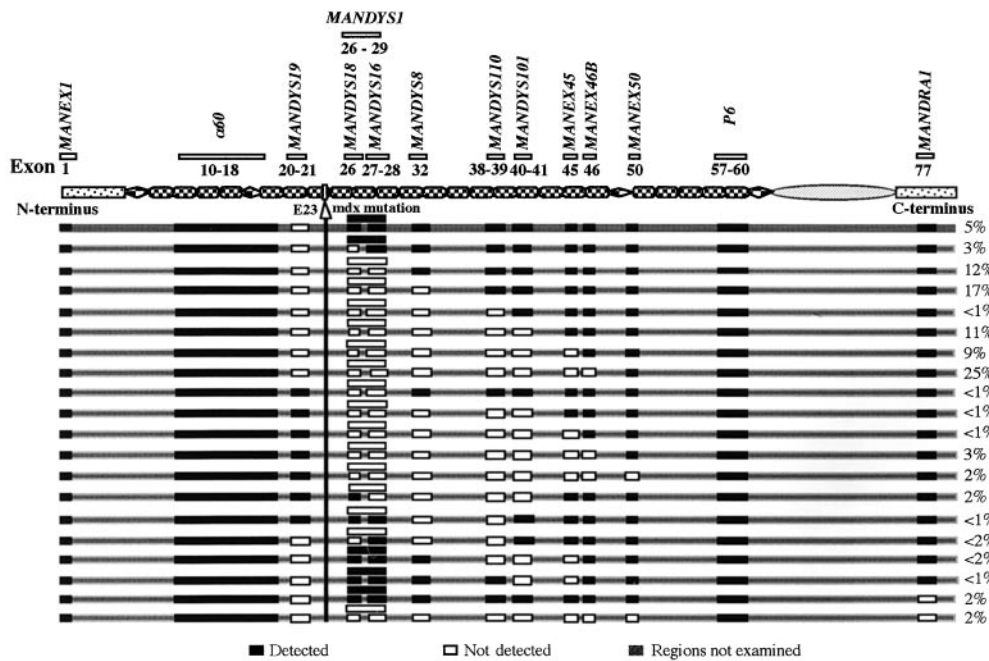 MANDYS1
26 - 29
MANEX1
α60
MANDYS19
MANDYS18
MANDYS16
MANDYS8
MANDYS110
MANDYS101
MANEX45
MANEX46B
MANEX50
P6
MANDRA1
Exon 1 10-18 20-21 26 27-28 32 38-39 40-41 45 46 50 57-60 77
N-terminus E23 mdx mutation C-terminus
5%
3%
12%
17%
<1%
11%
9%
25%
<1%
<1%
<1%
3%
2%
2%
<1%
<2%
<2%
<1%
2%
2%
Detected Not detected Regions not examined